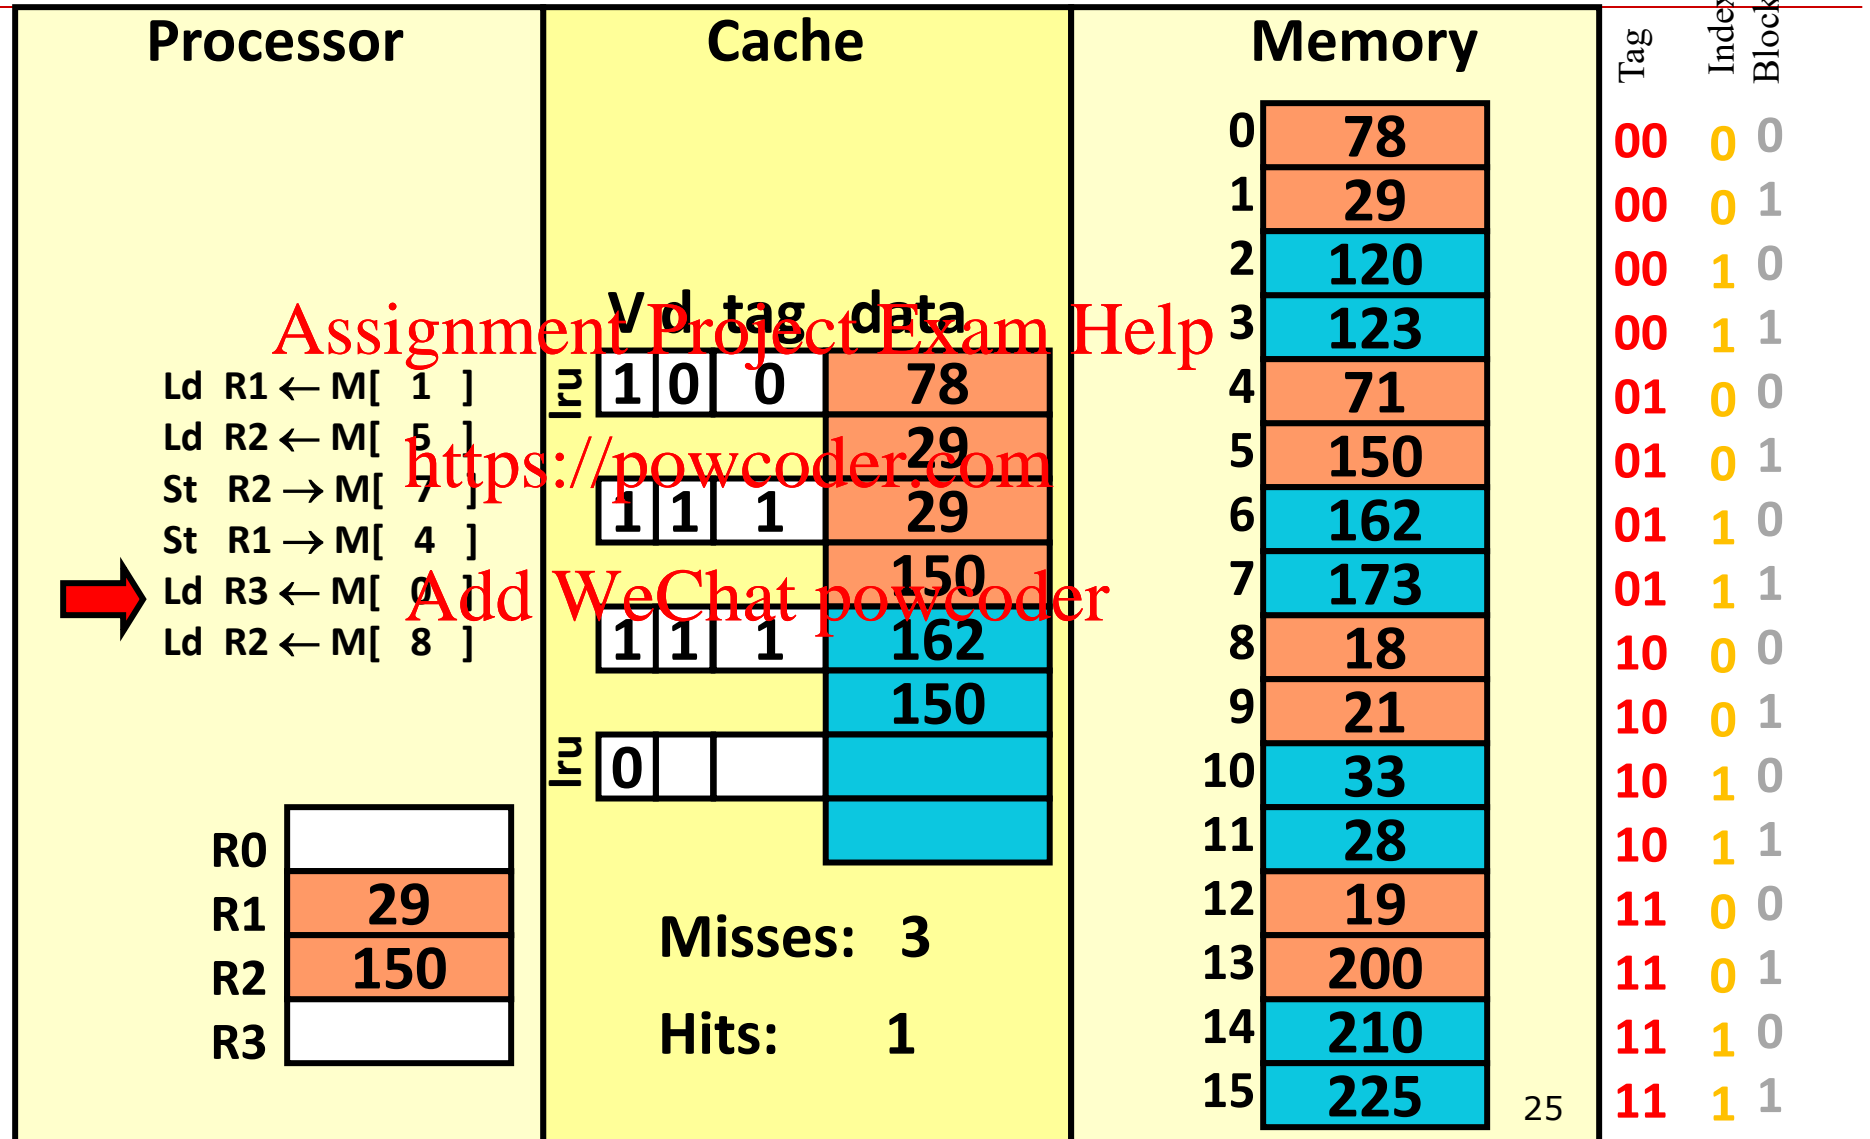 Processor
Ld R1 ← M[ 1 ]
Ld R2 ← M[ 5 ]
St R2 → M[ 7 ]
St R1 → M[ 4 ]
Ld R3 ← M[ 0 ]
Ld R2 ← M[ 8 ]
R0
R1 29
R2 150
R3
Cache
V d tag data
lru 1 0 0 78
29
1 1 1 29
150
1 1 1 162
150
lru 0
Misses: 3
Hits: 1
Memory
Tag Index Block
0 78 00 0 0
1 29 00 0 1
2 120 00 1 0
3 123 00 1 1
4 71 01 0 0
5 150 01 0 1
6 162 01 1 0
7 173 01 1 1
8 18 10 0 0
9 21 10 0 1
10 33 10 1 0
11 28 10 1 1
12 19 11 0 0
13 200 11 0 1
14 210 11 1 0
15 225 11 1 1
25
Assignment Project Exam Help
https://powcoder.com
Add WeChat powcoder